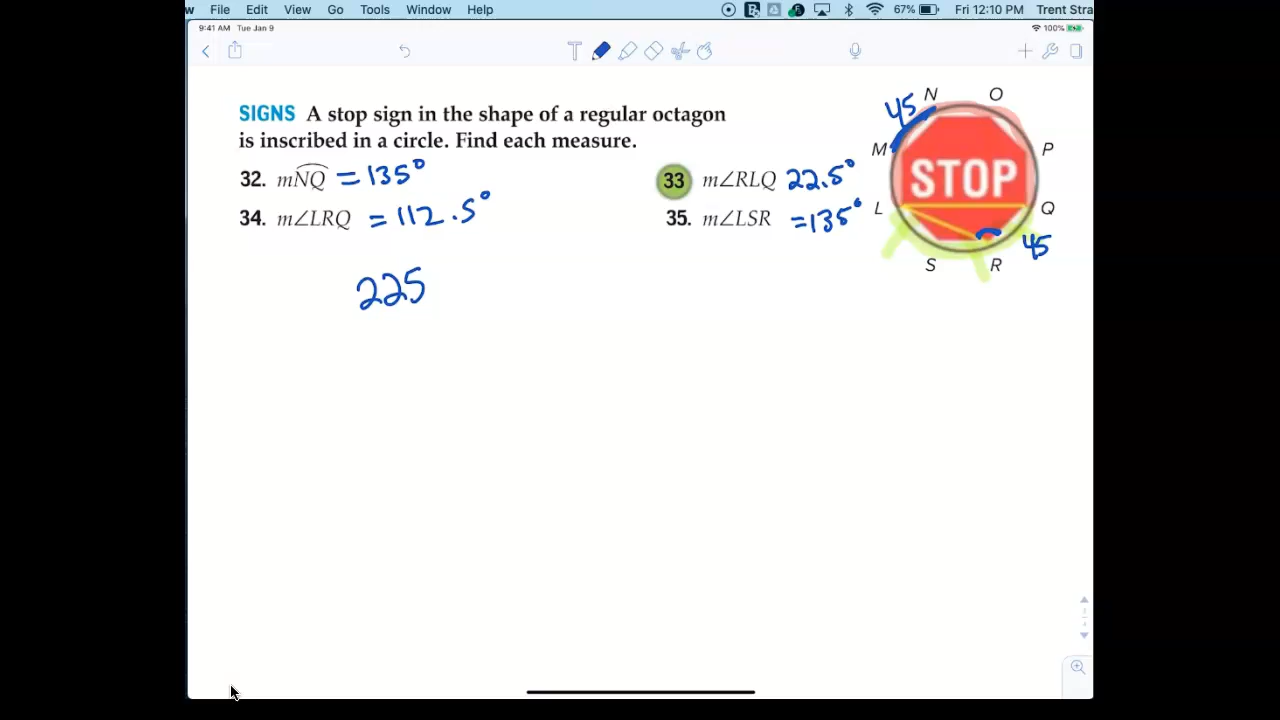 w File Edit View Go Tools Window Help 67% Fri 12:10 PM Trent Stra
9:41 AM Tue Jan 9 100%
SIGNS A stop sign in the shape of a regular octagon
is inscribed in a circle. Find each measure.
32. mNQ = 135°
33 m∠RLQ 22.5°
34. m∠LRQ = 112.5°
35. m∠LSR = 135°
225
45
N O
M P
STOP
L Q
45
S R